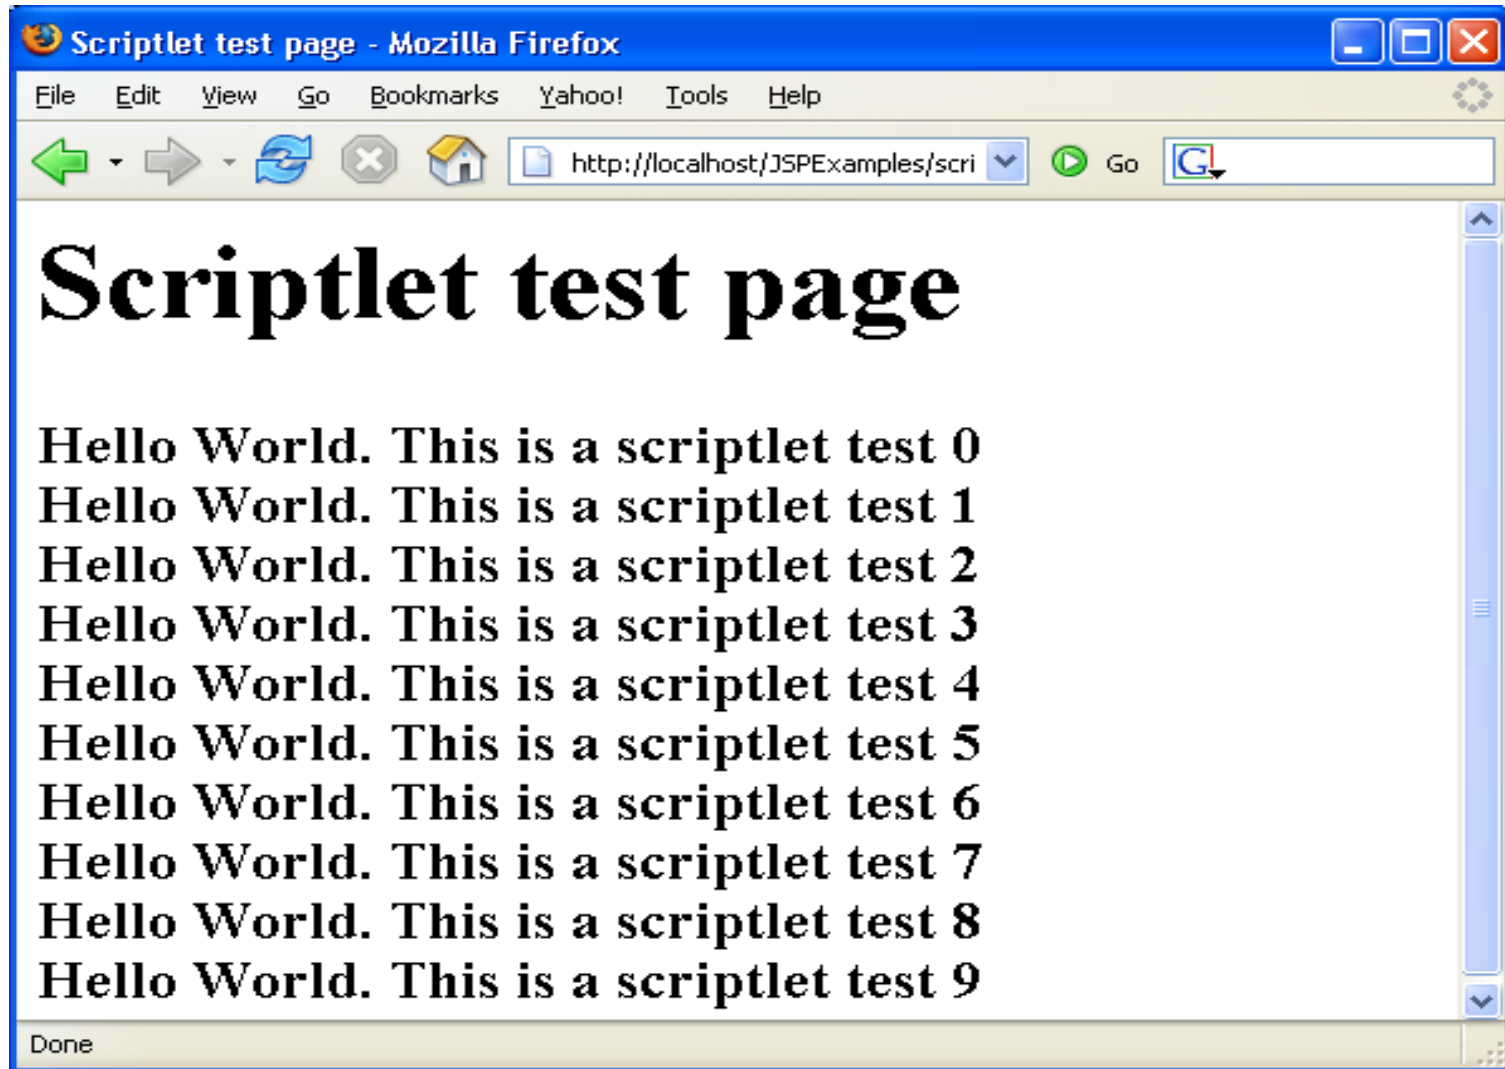 Scriptlet test page - Mozilla Firefox
File Edit View Go Bookmarks Yahoo! Tools Help
http://localhost/JSPExamples/scri Go G
Scriptlet test page
Hello World. This is a scriptlet test 0
Hello World. This is a scriptlet test 1
Hello World. This is a scriptlet test 2
Hello World. This is a scriptlet test 3
Hello World. This is a scriptlet test 4
Hello World. This is a scriptlet test 5
Hello World. This is a scriptlet test 6
Hello World. This is a scriptlet test 7
Hello World. This is a scriptlet test 8
Hello World. This is a scriptlet test 9
Done